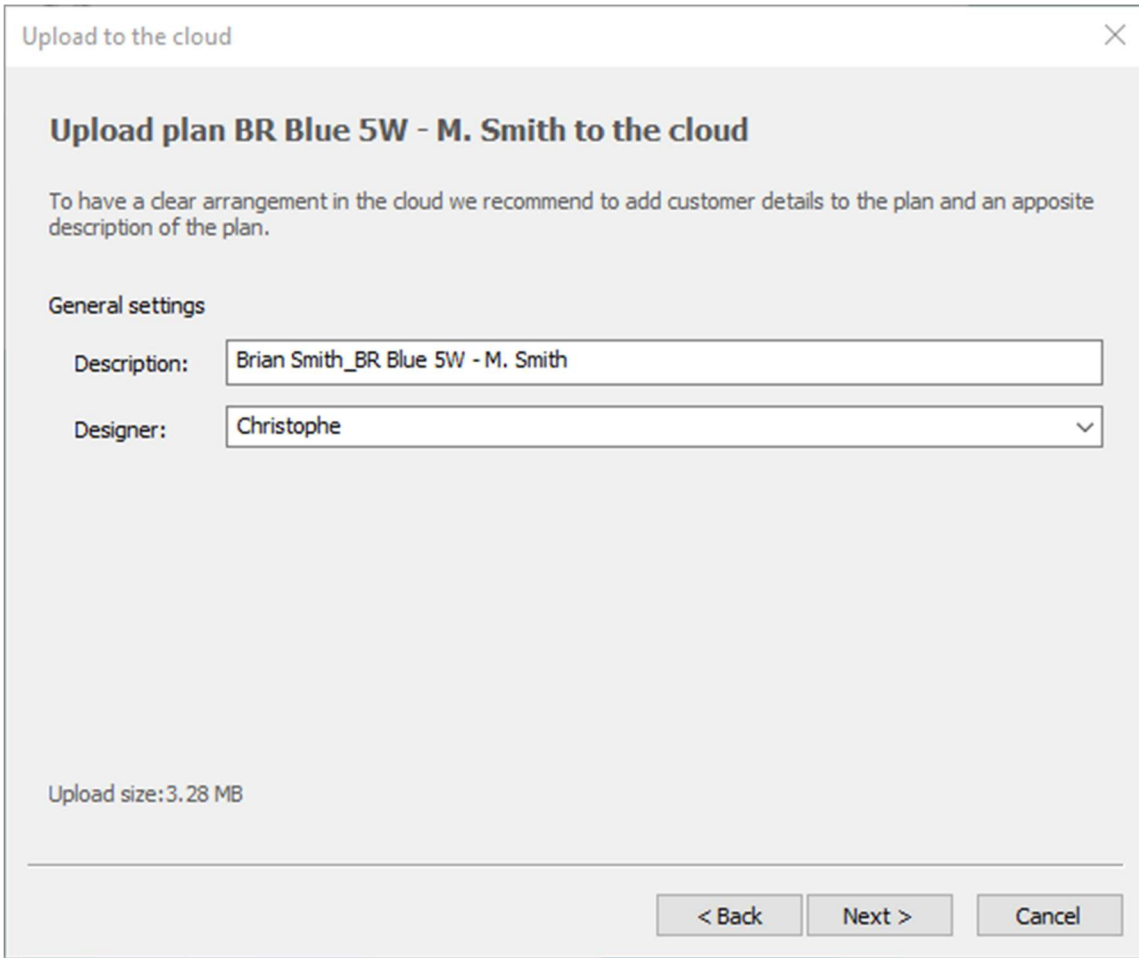 Upload to the cloud
Upload plan BR Blue 5W - M. Smith to the cloud
To have a clear arrangement in the cloud we recommend to add customer details to the plan and an apposite
description of the plan.
General settings
Description: Brian Smith_BR Blue 5W - M. Smith
Designer: Christophe
Upload size:3.28 MB
< Back Next > Cancel